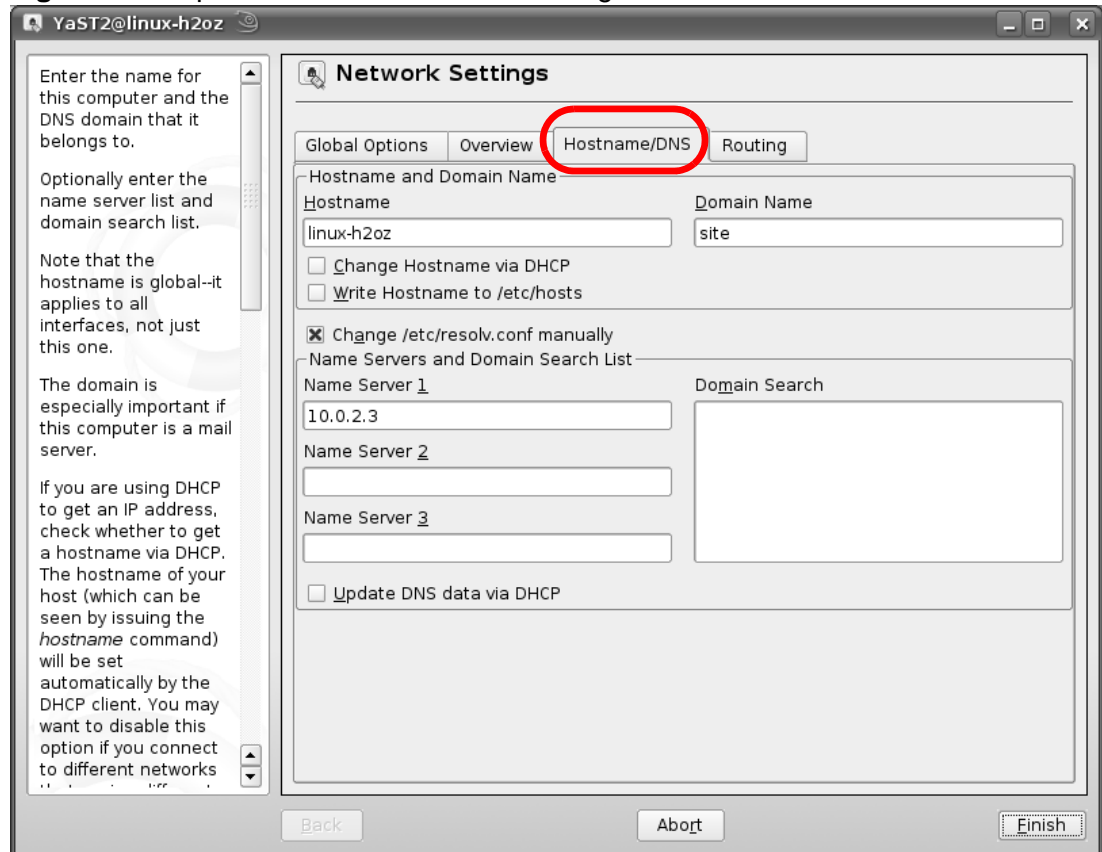 YaST2@linux-h2oz
Enter the name for
this computer and the
DNS domain that it
belongs to.
Optionally enter the
name server list and
domain search list.
Note that the
hostname is global--it
applies to all
interfaces, not just
this one.
The domain is
especially important if
this computer is a mail
server.
If you are using DHCP
to get an IP address,
check whether to get
a hostname via DHCP.
The hostname of your
host (which can be
seen by issuing the
hostname command)
will be set
automatically by the
DHCP client. You may
want to disable this
option if you connect
to different networks
Network Settings
Global Options Overview Hostname/DNS Routing
Hostname and Domain Name
Hostname Domain Name
linux-h2oz site
Change Hostname via DHCP
Write Hostname to /etc/hosts
Change /etc/resolv.conf manually
Name Servers and Domain Search List
Name Server 1 Domain Search
10.0.2.3
Name Server 2
Name Server 3
Update DNS data via DHCP
Back Abort Finish